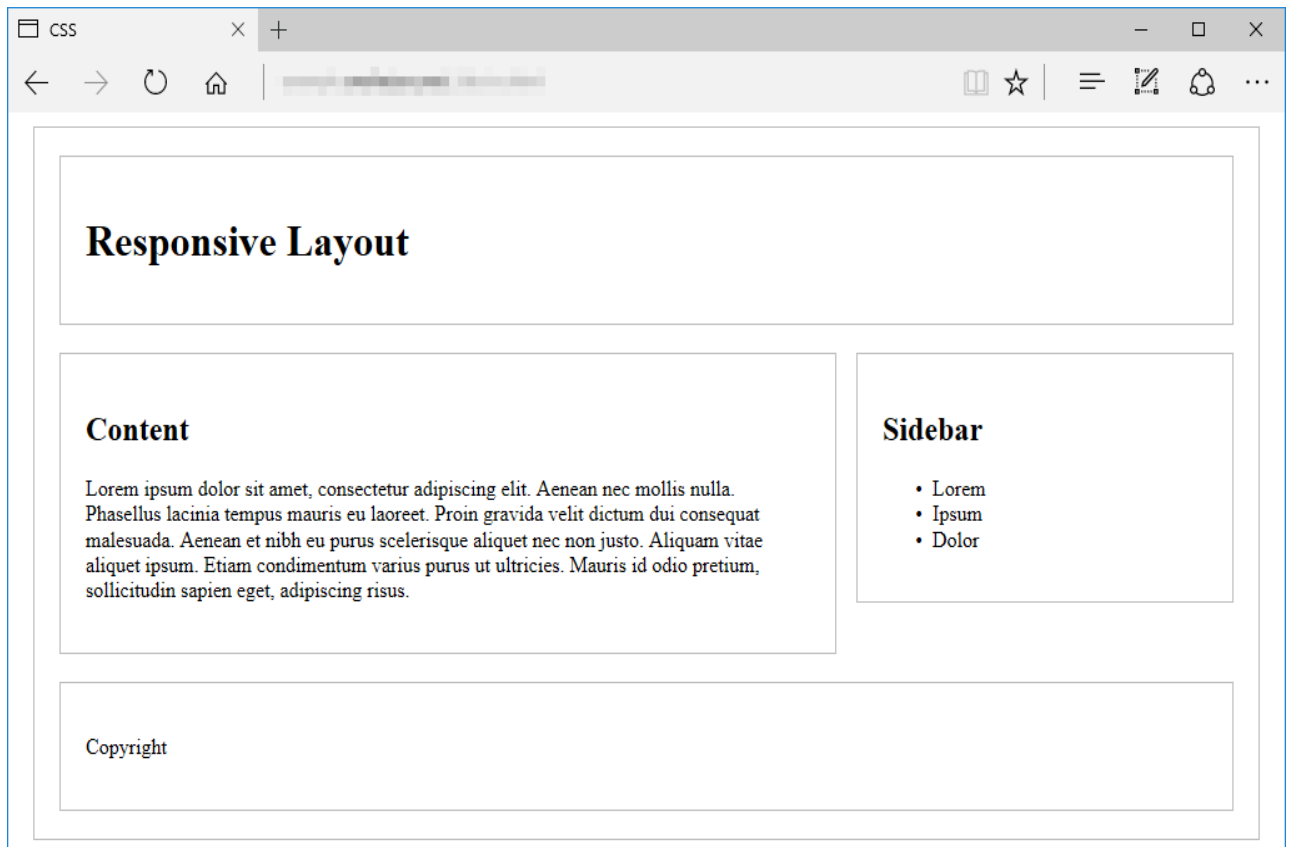 CSS
Responsive Layout
Content
Lorem ipsum dolor sit amet, consectetur adipiscing elit. Aenean nec mollis nulla.
Phasellus lacinia tempus mauris eu laoreet. Proin gravida velit dictum dui consequat
malesuada. Aenean et nibh eu purus scelerisque aliquet nec non justo. Aliquam vitae
aliquet ipsum. Etiam condimentum varius purus ut ultricies. Mauris id odio pretium,
sollicitudin sapien eget, adipiscing risus.
Sidebar
• Lorem
• Ipsum
• Dolor
Copyright